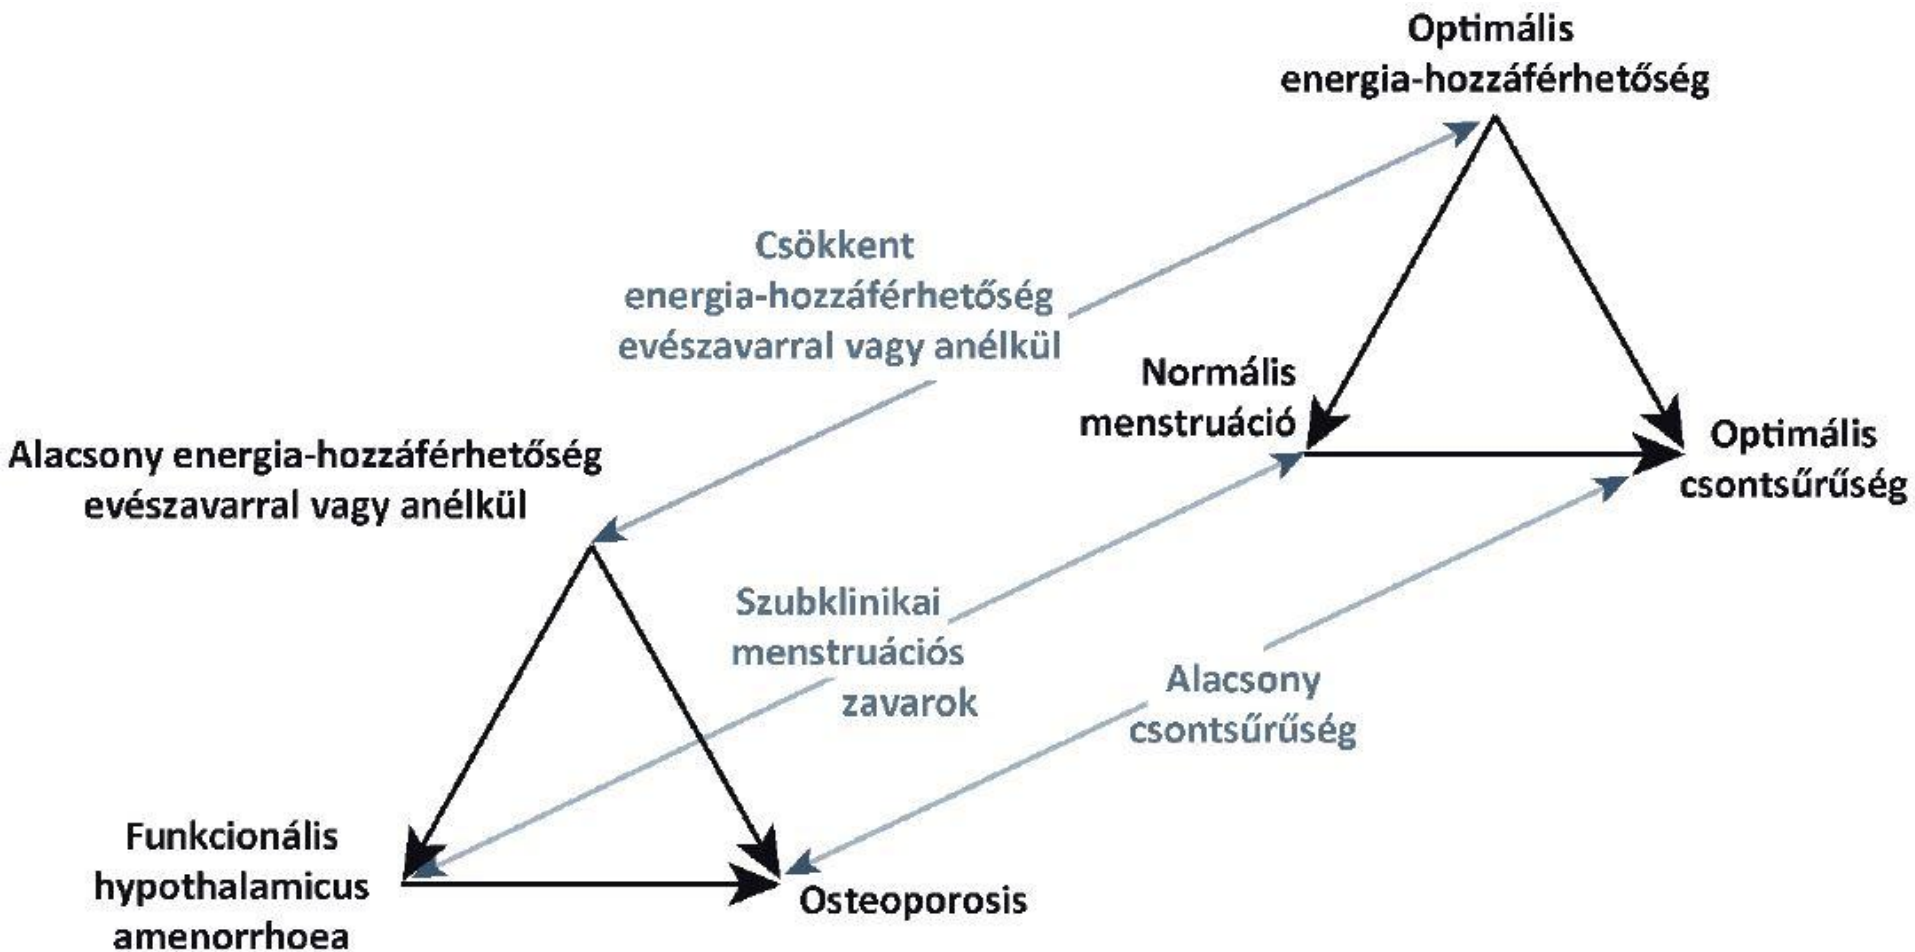 Optimális
energia-hozzáférhetőség
Csökkent
energia-hozzáférhetőség
evészavarral vagy anélkül
Normális
menstruáció
Optimális
csontsűrűség
Alacsony energia-hozzáférhetőség
evészavarral vagy anélkül
Szubklinikai
menstruációs
zavarok
Alacsony
csontsűrűség
Funkcionális
hypothalamicus
amenorrhoea
Osteoporosis